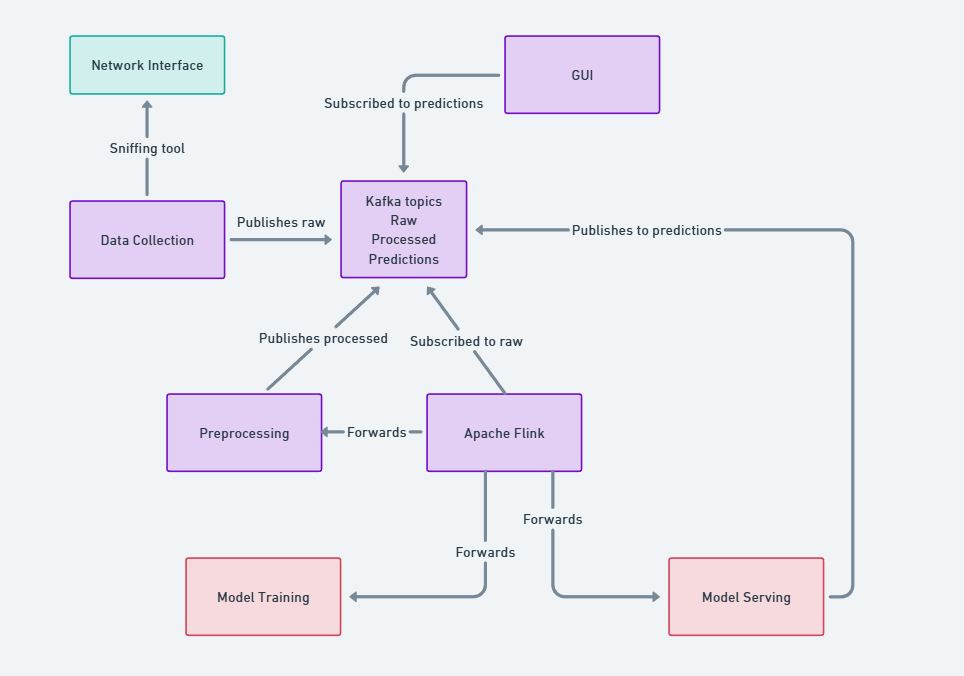 Network Interface
GUI
Subscribed to predictions
Sniffing tool
Kafka topics
Raw
Processed
Predictions
Publishes raw
Data Collection
Publishes to predictions
Publishes processed
Subscribed to raw
Preprocessing
Forwards
Apache Flink
Forwards
Forwards
Model Training
Model Serving